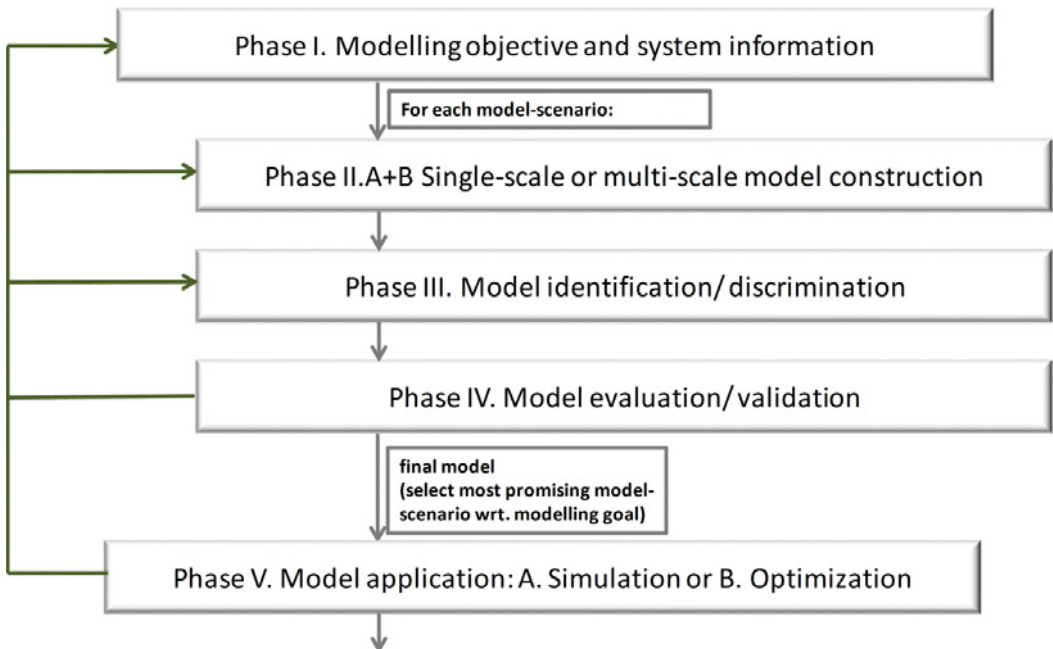 Phase I. Modelling objective and system information
For each model-scenario:
Phase II.A+B Single-scale or multi-scale model construction
Phase III. Model identification/ discrimination
Phase IV. Model evaluation/ validation
final model
(select most promising model-
scenario wrt. modelling goal)
Phase V. Model application: A. Simulation or B. Optimization